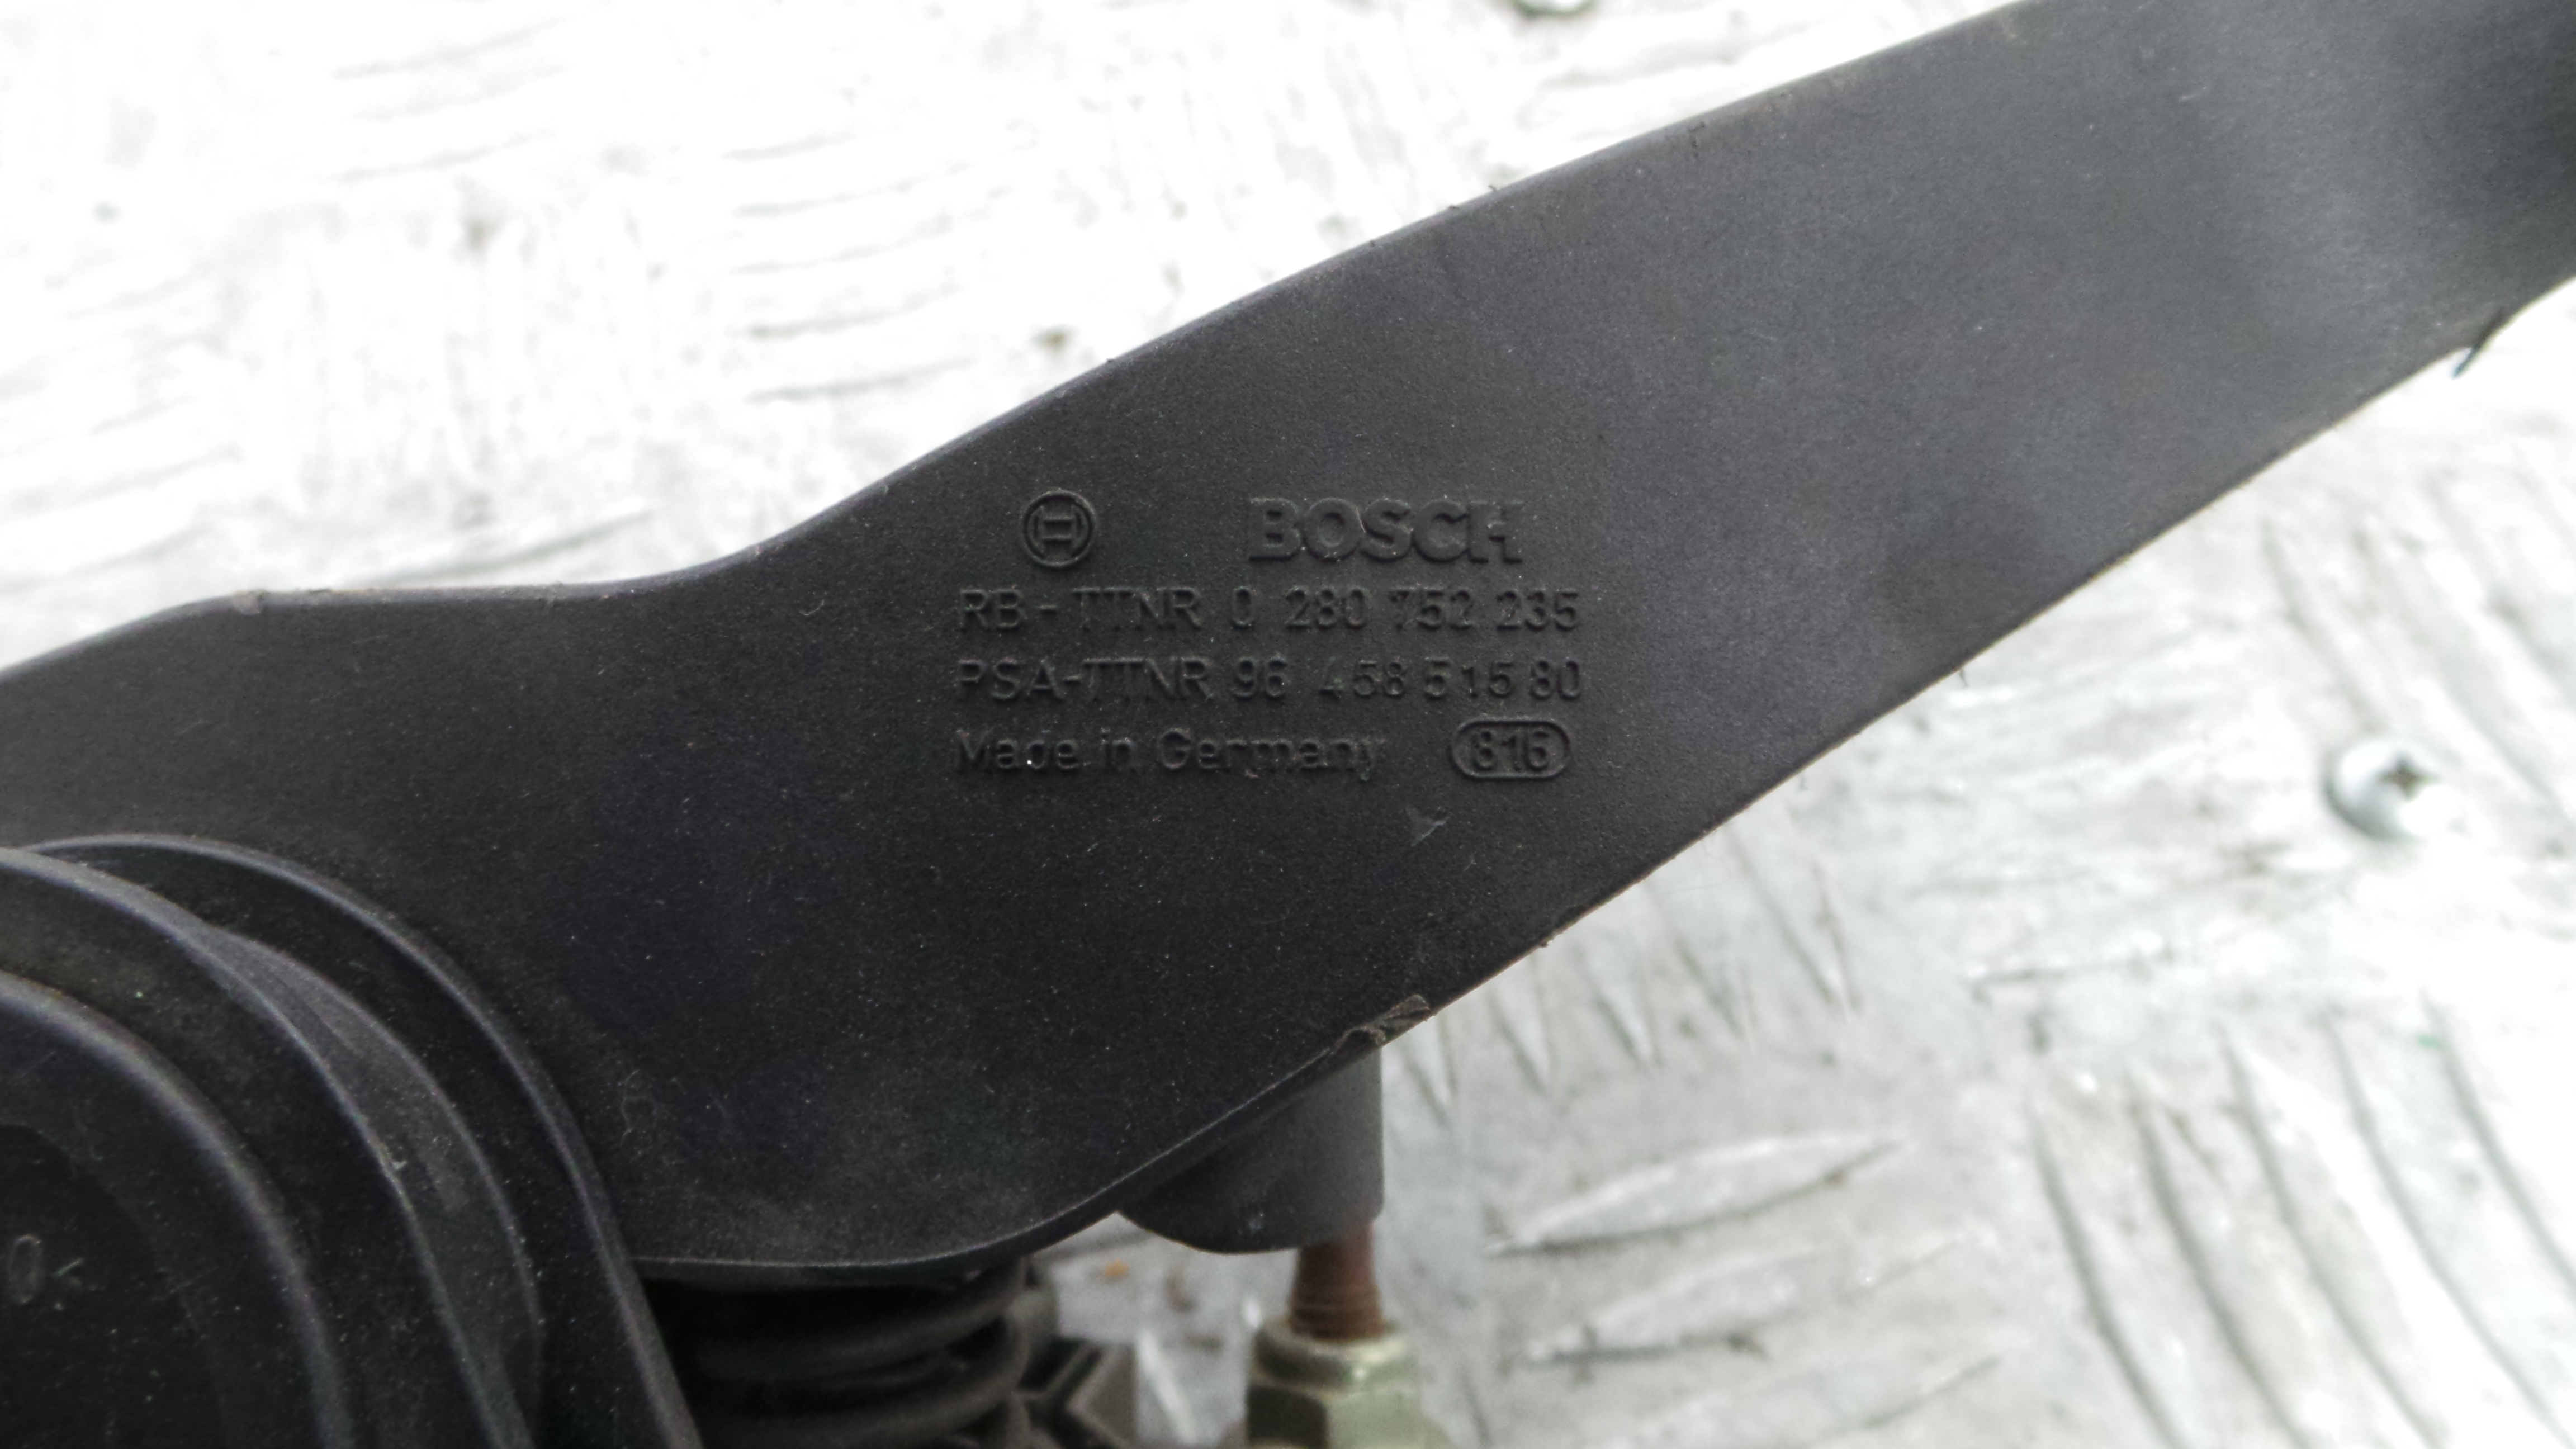 BOSCH
RB-TTNR 0 280 752 235
PSA-TTNR 96 458 515 80
Made in Germany 816